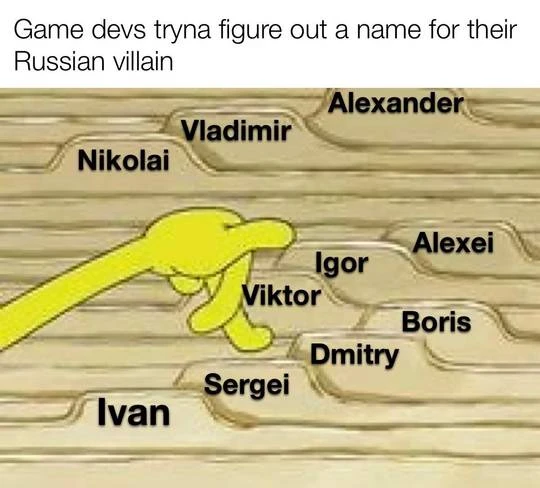 Game devs tryna figure out a name for their
Russian villain
Alexander
Vladimir
Nikolai
Alexei
Igor
Viktor
Boris
Dmitry
Sergei
Ivan